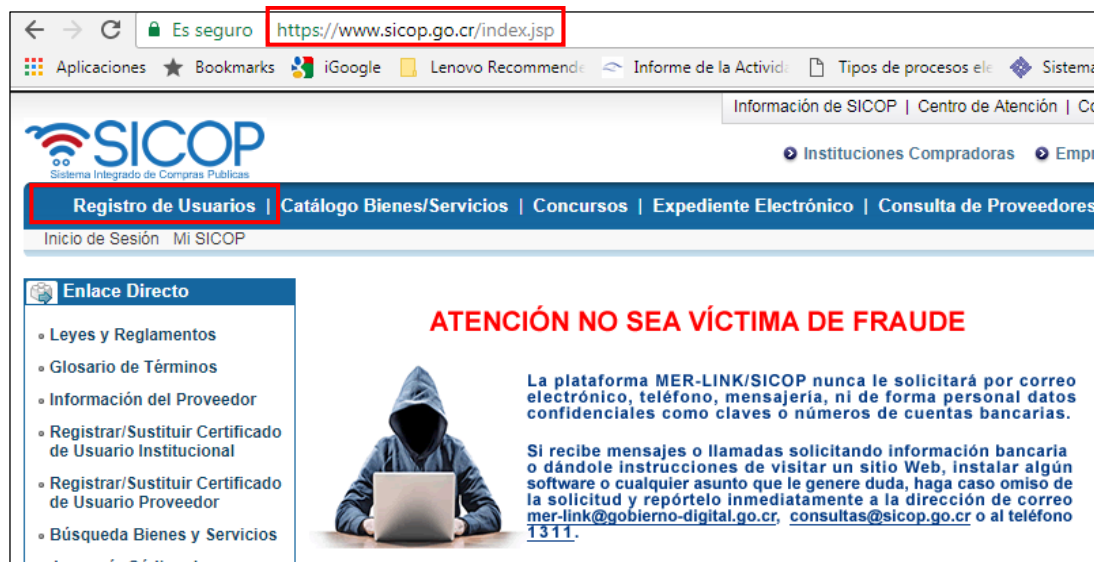 Es seguro https://www.sicop.go.cr/index.jsp
Aplicaciones Bookmarks iGoogle Lenovo Recommende Informe de la Activida Tipos de procesos ele Sistema
Información de SICOP | Centro de Atención | Co
SICOP
Sistema Integrado de Compras Publicas
Instituciones Compradoras Empr
Registro de Usuarios | Catálogo Bienes/Servicios | Concursos | Expediente Electrónico | Consulta de Proveedores
Inicio de Sesión Mi SICOP
Enlace Directo
Leyes y Reglamentos
Glosario de Términos
Información del Proveedor
Registrar/Sustituir Certificado
de Usuario Institucional
Registrar/Sustituir Certificado
de Usuario Proveedor
Búsqueda Bienes y Servicios
ATENCIÓN NO SEA VÍCTIMA DE FRAUDE
La plataforma MER-LINK/SICOP nunca le solicitará por correo
electrónico, teléfono, mensajería, ni de forma personal datos
confidenciales como claves o números de cuentas bancarias.
Si recibe mensajes o llamadas solicitando información bancaria
o dándole instrucciones de visitar un sitio Web, instalar algún
software o cualquier asunto que le genere duda, haga caso omiso de
la solicitud y repórtelo inmediatamente a la dirección de correo
mer-link@gobierno-digital.go.cr, consultas@sicop.go.cr o al teléfono
1311.